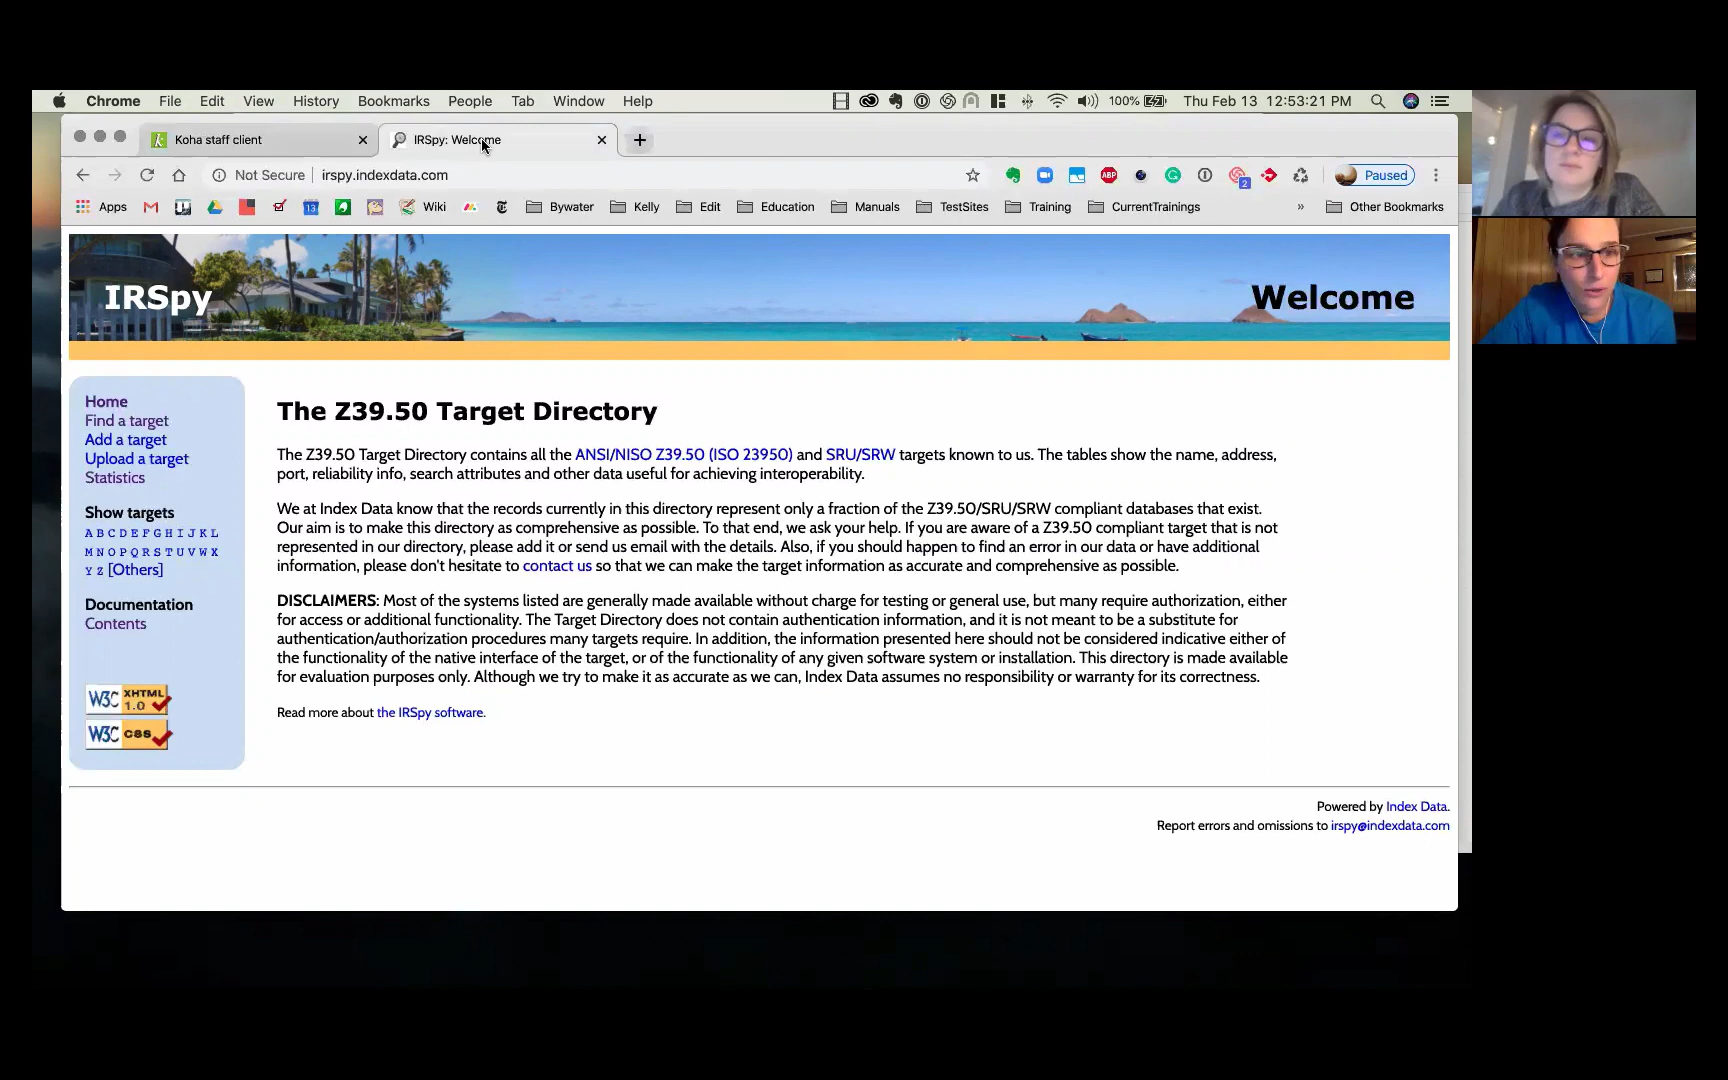 Chrome File Edit View History Bookmarks People Tab Window Help 100% Thu Feb 13 12:53:21 PM
Koha staff client IRSpy: Welcome
Not Secure irspy.indexdata.com 2 Paused
Apps 13 Wiki Bywater Kelly Edit Education Manuals TestSites Training CurrentTrainings » Other Bookmarks
IRSpy Welcome
Home
Find a target
Add a target
Upload a target
Statistics
Show targets
A B C D E F G H I J K L
M N O P Q R S T U V W X
Y Z [Others]
Documentation
Contents
W3C XHTML 1.0
W3C css
The Z39.50 Target Directory
The Z39.50 Target Directory contains all the ANSI/NISO Z39.50 (ISO 23950) and SRU/SRW targets known to us. The tables show the name, address,
port, reliability info, search attributes and other data useful for achieving interoperability.
We at Index Data know that the records currently in this directory represent only a fraction of the Z39.50/SRU/SRW compliant databases that exist.
Our aim is to make this directory as comprehensive as possible. To that end, we ask your help. If you are aware of a Z39.50 compliant target that is not
represented in our directory, please add it or send us email with the details. Also, if you should happen to find an error in our data or have additional
information, please don't hesitate to contact us so that we can make the target information as accurate and comprehensive as possible.
DISCLAIMERS: Most of the systems listed are generally made available without charge for testing or general use, but many require authorization, either
for access or additional functionality. The Target Directory does not contain authentication information, and it is not meant to be a substitute for
authentication/authorization procedures many targets require. In addition, the information presented here should not be considered indicative either of
the functionality of the native interface of the target, or of the functionality of any given software system or installation. This directory is made available
for evaluation purposes only. Although we try to make it as accurate as we can, Index Data assumes no responsibility or warranty for its correctness.
Read more about the IRSpy software.
Powered by Index Data.
Report errors and omissions to irspy@indexdata.com